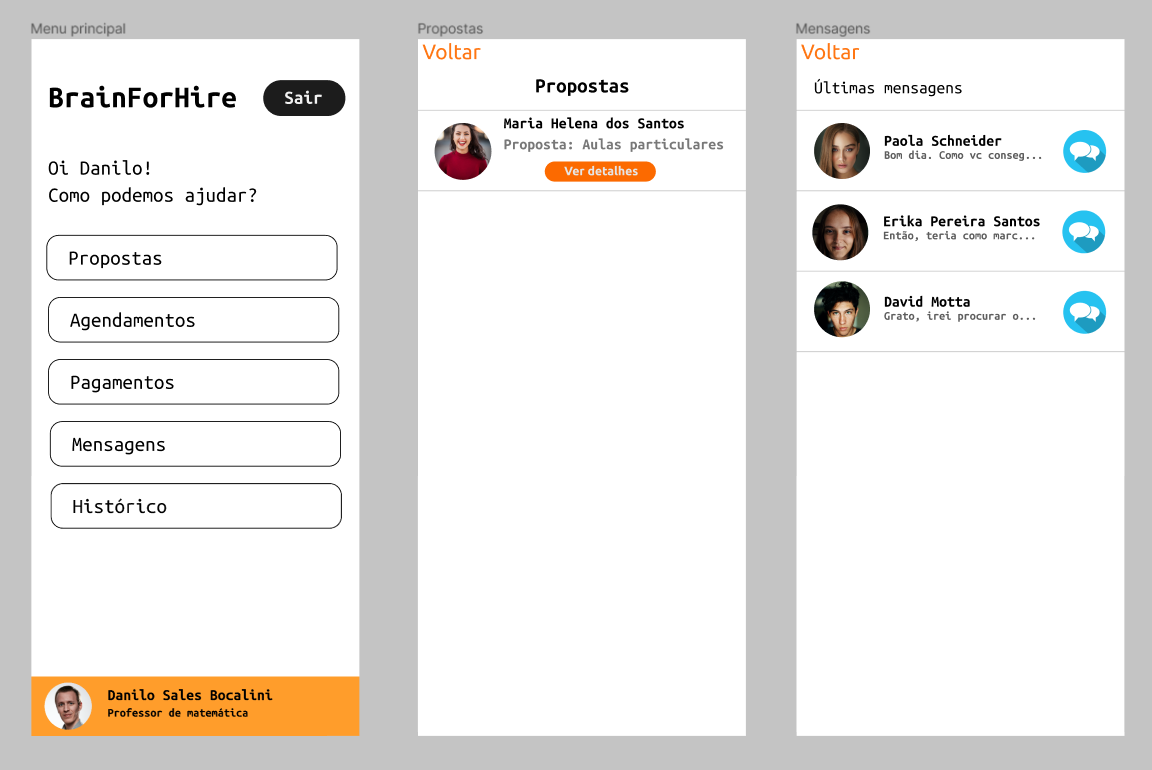 Menu principal
BrainForHire
Sair
Oi Danilo!
Como podemos ajudar?
Propostas
Agendamentos
Pagamentos
Mensagens
Histórico
Danilo Sales Bocalini
Professor de matemática
Propostas
Voltar
Propostas
Maria Helena dos Santos
Proposta: Aulas particulares
Ver detalhes
Mensagens
Voltar
Últimas mensagens
Paola Schneider
Bom dia. Como vc conseg...
Erika Pereira Santos
Então, teria como marc...
David Motta
Grato, irei procurar o...